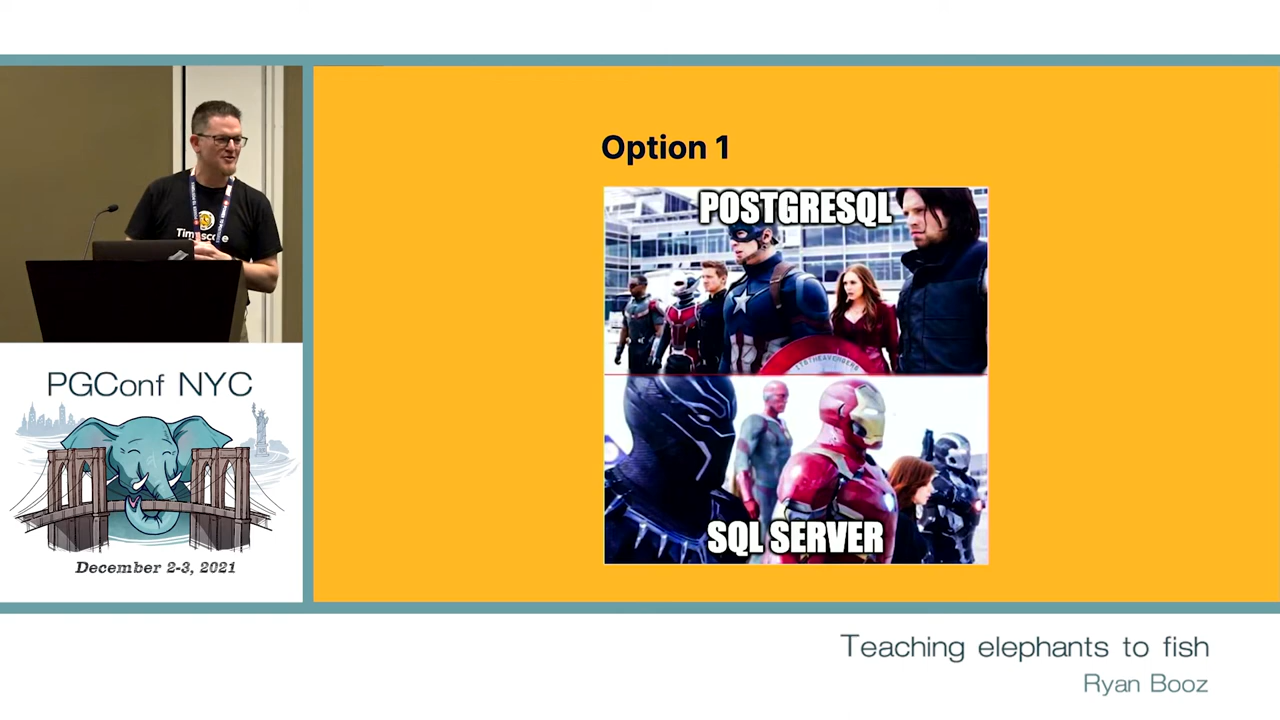 Option 1
POSTGRESQL
SQL SERVER
PGConf NYC
December 2-3, 2021
Teaching elephants to fish
Ryan Booz